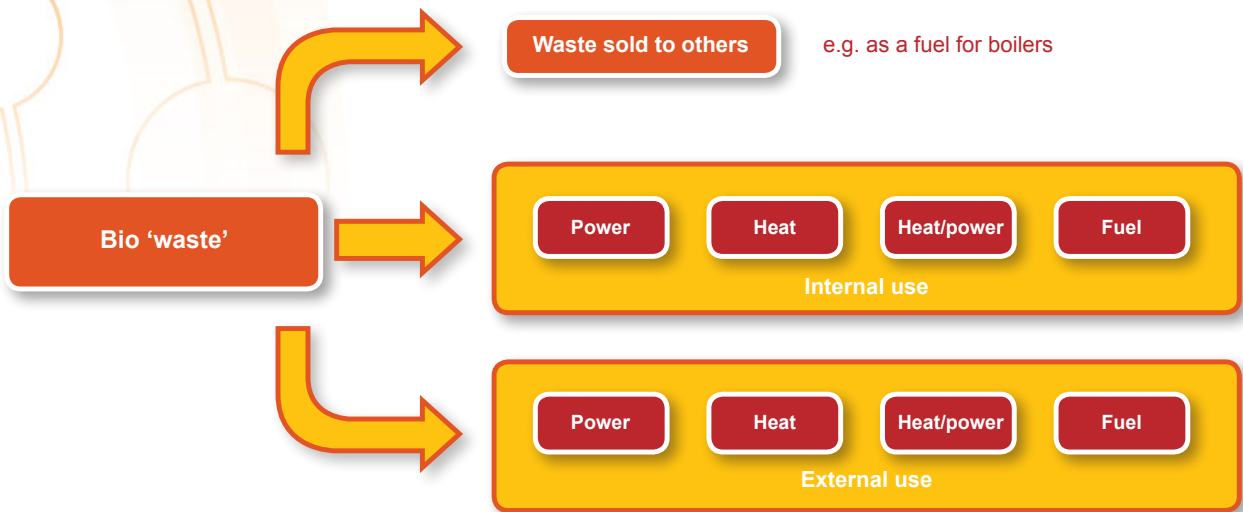 Waste sold to others
e.g. as a fuel for boilers
Bio ‘waste’
Power
Heat
Heat/power
Fuel
Internal use
Power
Heat
Heat/power
Fuel
External use